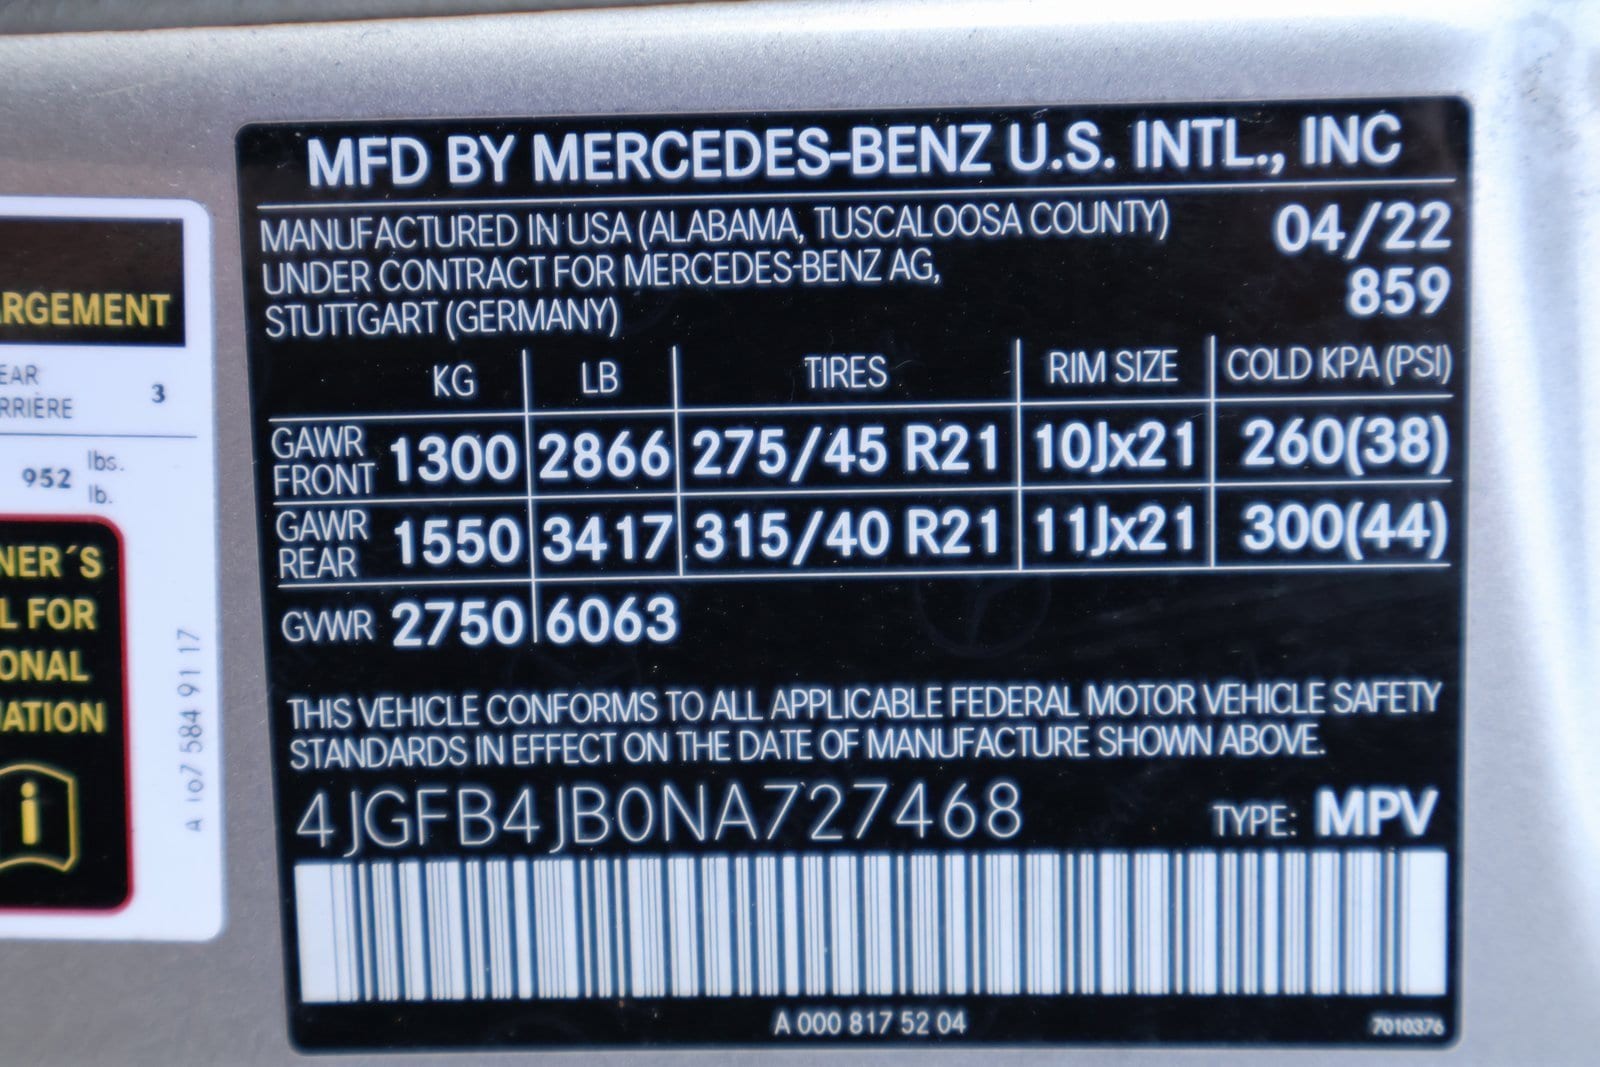 MFD BY MERCEDES-BENZ U.S. INTL., INC
MANUFACTURED IN USA (ALABAMA, TUSCALOOSA COUNTY) 04/22
UNDER CONTRACT FOR MERCEDES-BENZ AG, 859
STUTTGART (GERMANY)
KG LB TIRES RIM SIZE COLD KPA (PSI)
GAWR FRONT 1300 2866 275/45 R21 10Jx21 260(38)
GAWR REAR 1550 3417 315/40 R21 11Jx21 300(44)
GVWR 2750 6063
THIS VEHICLE CONFORMS TO ALL APPLICABLE FEDERAL MOTOR VEHICLE SAFETY
STANDARDS IN EFFECT ON THE DATE OF MANUFACTURE SHOWN ABOVE.
4JGFB4JB0NA727468 TYPE: MPV
A 000 817 52 04 7010376
ARGEMENT
EAR
RRIÈRE 3
952 lbs.
lb.
NER´S
L FOR
ONAL
MATION
i
A 167 584 91 17